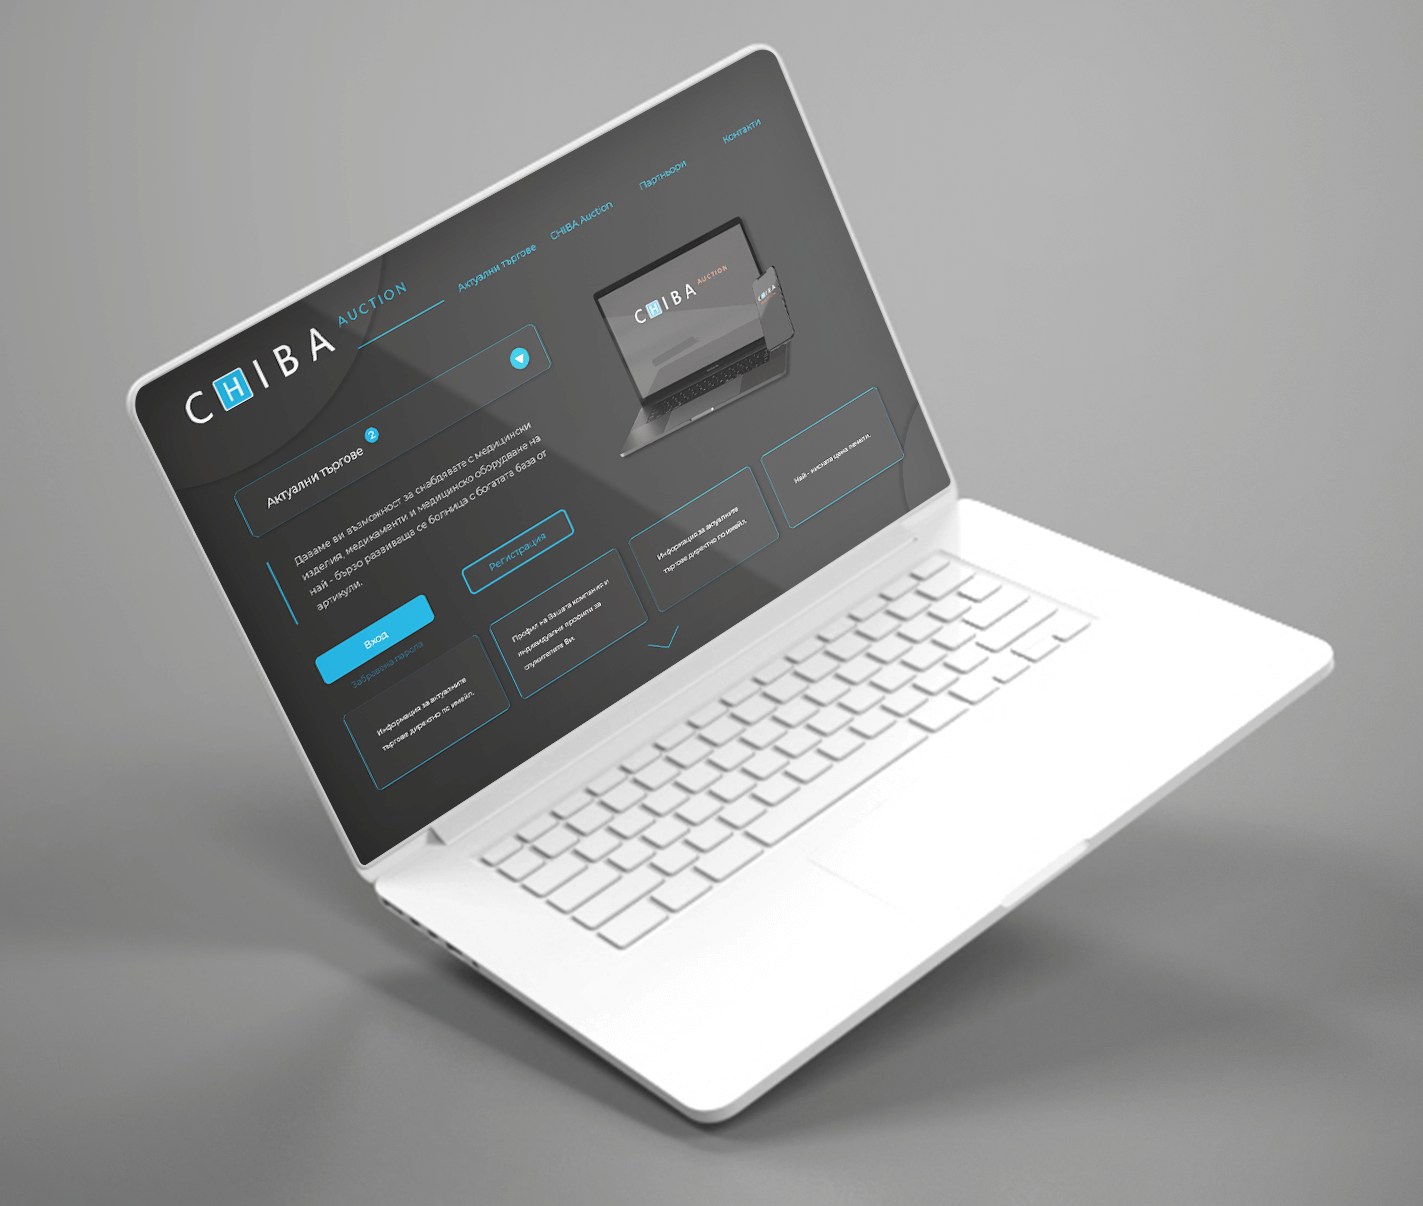 CHIBA AUCTION
Актуални търгове
CHIBA Auction
Партньори
Контакти
Актуални търгове 2
Даваме ви възможност за снабдявате с медицински
изделия, медикаменти и медицинско оборудване на
най - бързо развиваща се болница с богатата база от
артикули.
Вход
Регистрация
Забравена парола
CHIBA AUCTION
CHIBA
Информация за актуалните
търгове директно по имейл.
Профил на Вашата компания и
индивидуални профили за
служителите Ви.
Информация за актуалните
търгове директно по имейл.
Най - ниската цена печели.